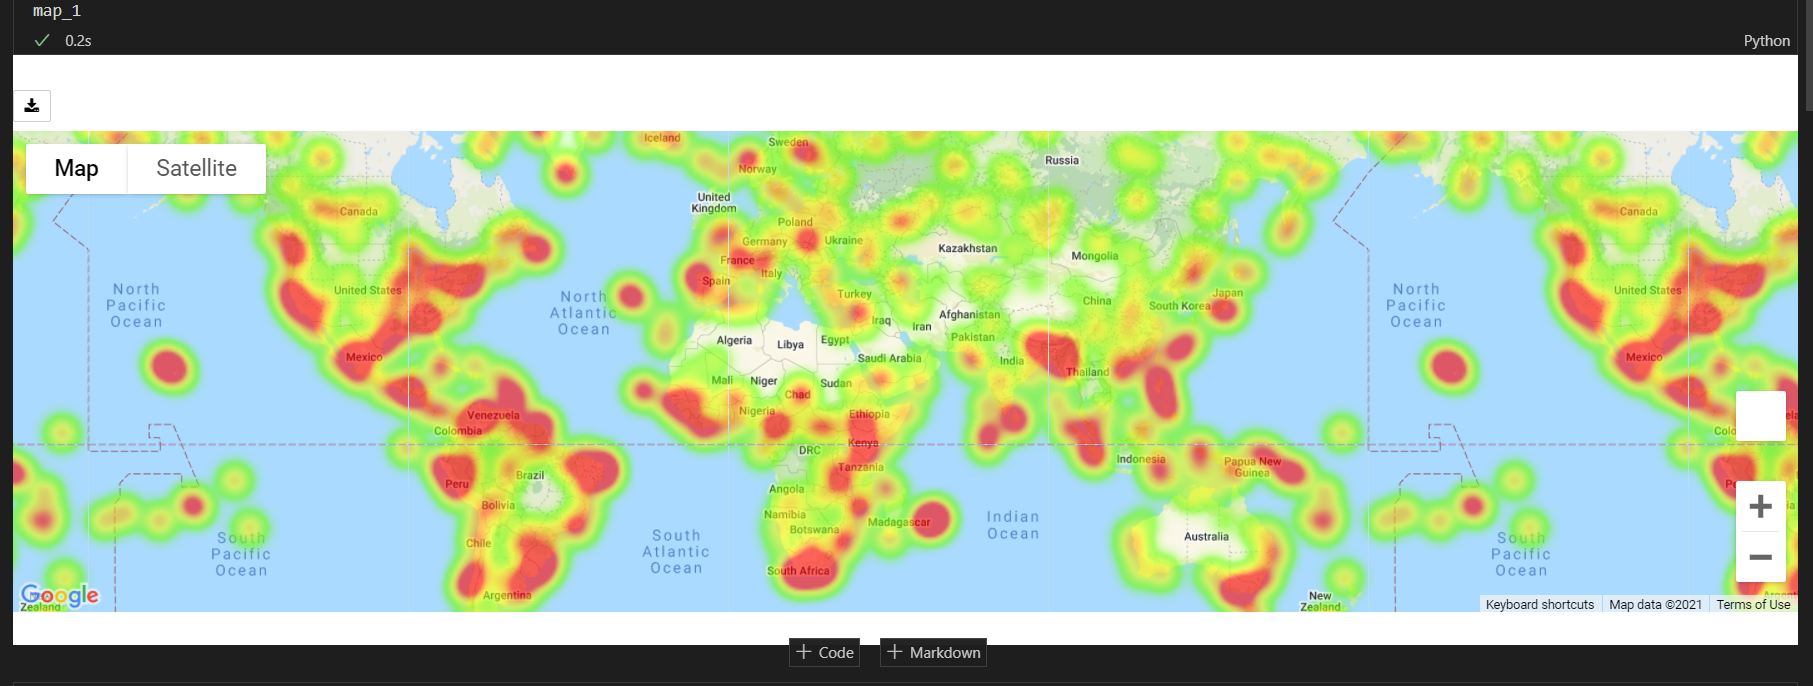 map_1
0.2s
Python
Map Satellite
Iceland
Sweden
Norway
Russia
United
Kingdom
Canada
Poland
Germany
Ukraine
France
Kazakhstan
Mongolia
Italy
Spain
North
Pacific
Ocean
United States
North
Atlantic
Ocean
Turkey
China
South Korea
Japan
North
Pacific
Ocean
Canada
United States
Iraq
Iran
Afghanistan
Pakistan
Algeria
Libya
Egypt
Saudi Arabia
India
Mexico
Mali
Niger
Sudan
Chad
Thailand
Mexico
Venezuela
Colombia
Nigeria
Ethiopia
Kenya
DRC
Tanzania
Indonesia
Papua New
Guinea
Peru
Brazil
Bolivia
Angola
Namibia
Botswana
Madagascar
Indian
Ocean
Australia
Chile
South
Pacific
Ocean
South
Atlantic
Ocean
South Africa
Argentina
South
Pacific
Ocean
New
Zealand
Google
Zealand
Keyboard shortcuts
Map data ©2021
Terms of Use
+ Code
+ Markdown